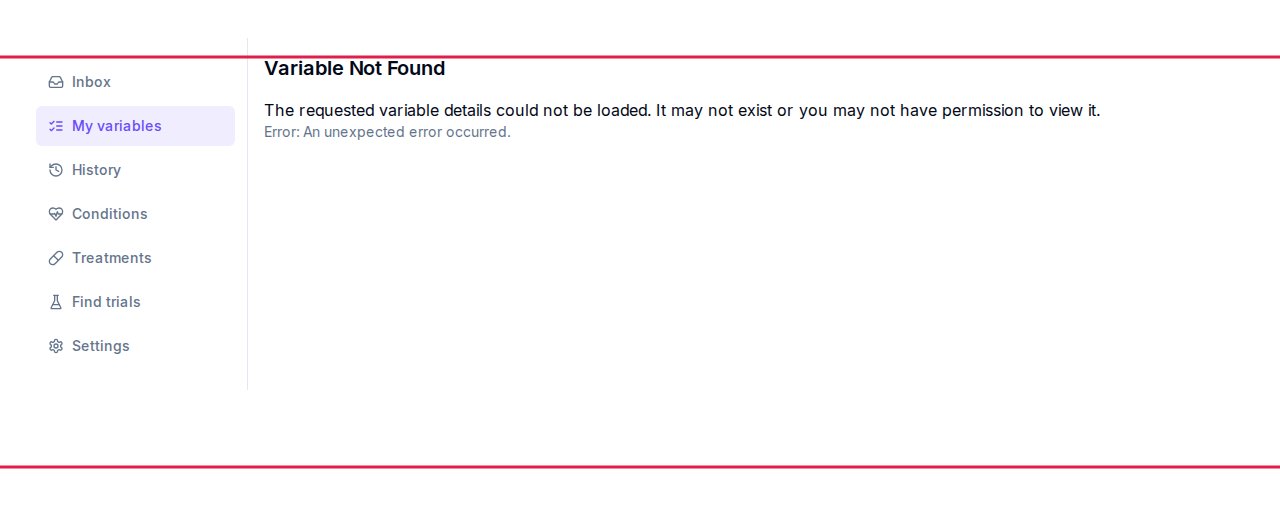 Inbox
My variables
History
Conditions
Treatments
Find trials
Settings
Variable Not Found
The requested variable details could not be loaded. It may not exist or you may not have permission to view it.
Error: An unexpected error occurred.